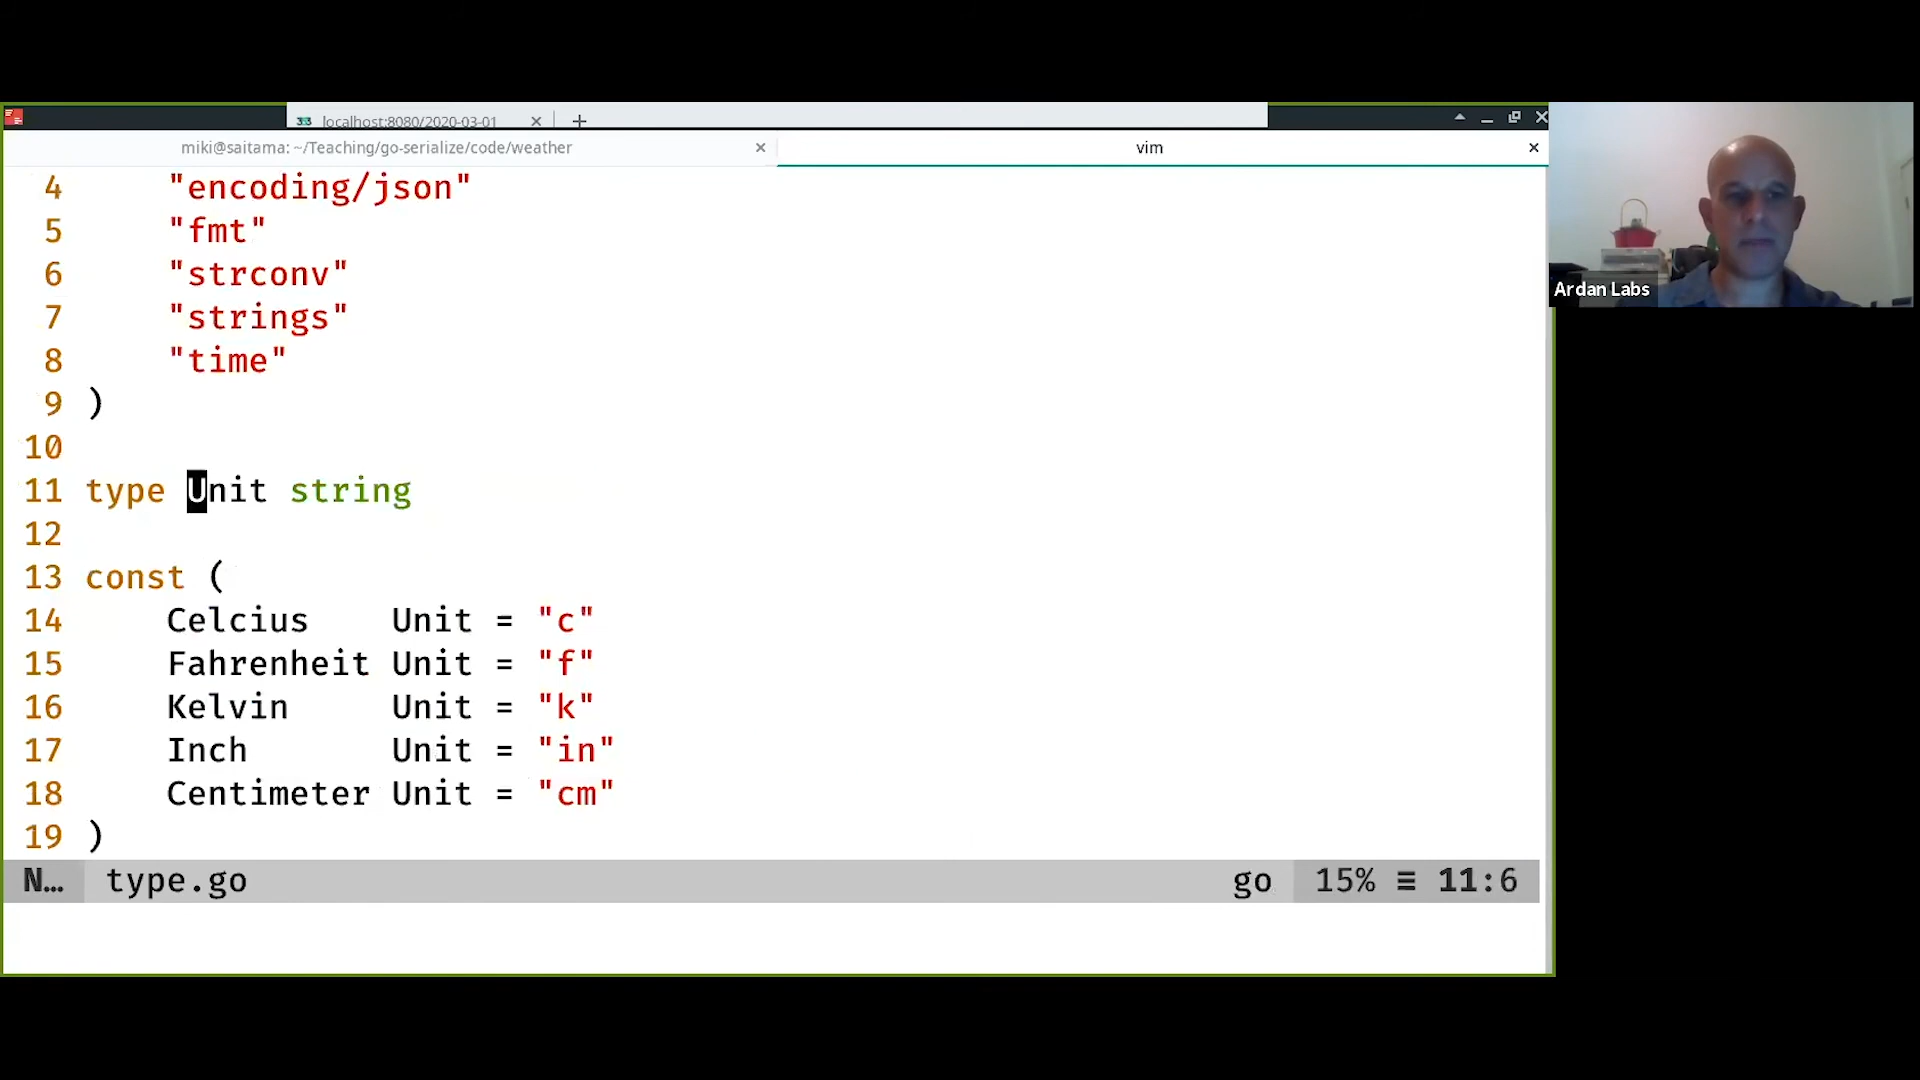 localhost:8080/2020-03-01
miki@saitama: ~/Teaching/go-serialize/code/weather
vim
4 "encoding/json"
5 "fmt"
6 "strconv"
7 "strings"
8 "time"
9 )
10
11 type Unit string
12
13 const (
14 Celcius Unit = "c"
15 Fahrenheit Unit = "f"
16 Kelvin Unit = "k"
17 Inch Unit = "in"
18 Centimeter Unit = "cm"
19 )
N... type.go go 15% ≡ 11:6
Ardan Labs